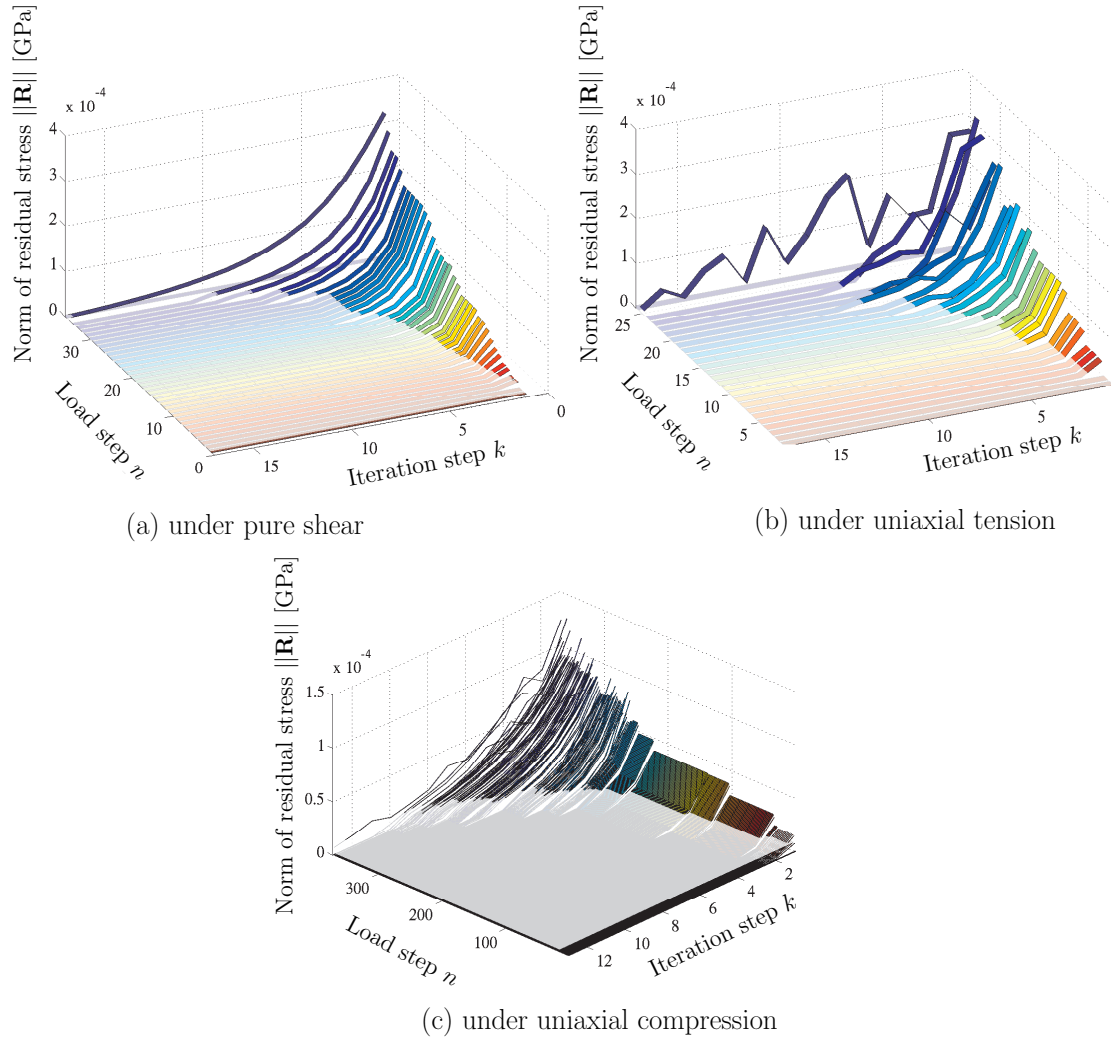 Norm of residual stress ||R|| [GPa]
x 10⁻⁴
4
3
2
1
0
30
20
10
0
Load step n
15
10
5
0
Iteration step k
(a) under pure shear
Norm of residual stress ||R|| [GPa]
x 10⁻⁴
4
3
2
1
0
25
20
15
10
5
Load step n
15
10
5
Iteration step k
(b) under uniaxial tension
Norm of residual stress ||R|| [GPa]
x 10⁻⁴
1.5
1
0.5
0
300
200
100
Load step n
12
10
8
6
4
2
Iteration step k
(c) under uniaxial compression